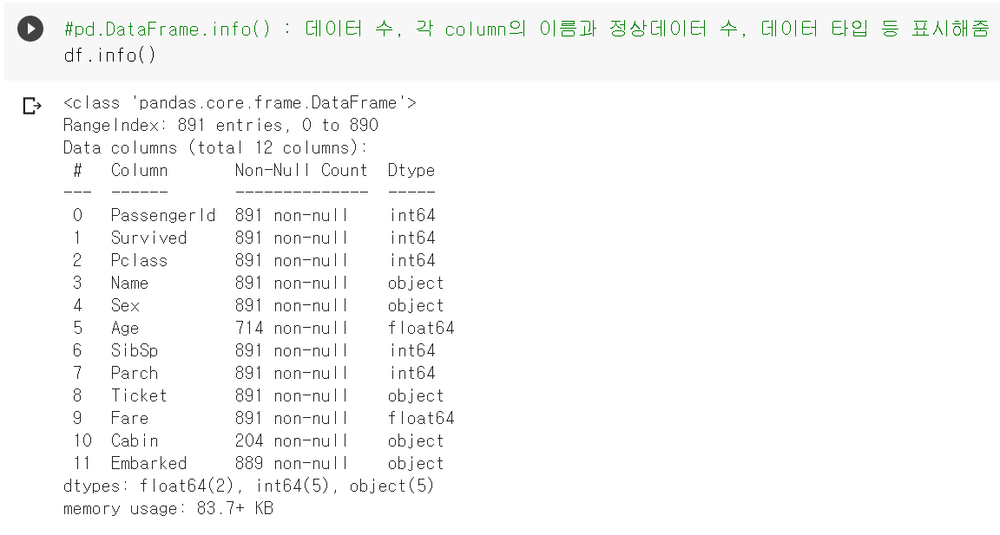 #pd.DataFrame.info() : 데이터 수, 각 column의 이름과 정상데이터 수, 데이터 타입 등 표시해줌
df.info()
<class 'pandas.core.frame.DataFrame'>
RangeIndex: 891 entries, 0 to 890
Data columns (total 12 columns):
 #   Column       Non-Null Count  Dtype
---  ------       --------------  -----
 0   PassengerId  891 non-null    int64
 1   Survived     891 non-null    int64
 2   Pclass       891 non-null    int64
 3   Name         891 non-null    object
 4   Sex          891 non-null    object
 5   Age          714 non-null    float64
 6   SibSp        891 non-null    int64
 7   Parch        891 non-null    int64
 8   Ticket       891 non-null    object
 9   Fare         891 non-null    float64
 10  Cabin        204 non-null    object
 11  Embarked     889 non-null    object
dtypes: float64(2), int64(5), object(5)
memory usage: 83.7+ KB